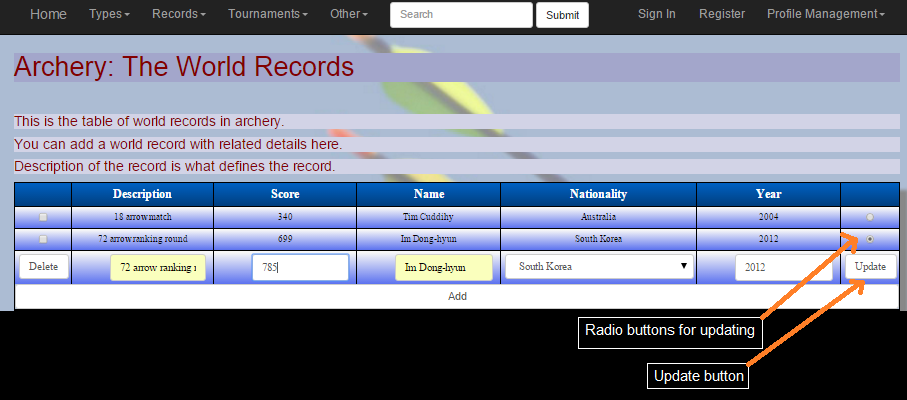 Home Types Records Tournaments Other Search Submit Sign In Register Profile Management
Archery: The World Records
This is the table of world records in archery.
You can add a world record with related details here.
Description of the record is what defines the record.
Description Score Name Nationality Year
18 arrow match 340 Tim Cuddihy Australia 2004
72 arrow ranking round 699 Im Dong-hyun South Korea 2012
Delete 72 arrow ranking 785 Im Dong-hyun South Korea 2012 Update
Add
Radio buttons for updating
Update button